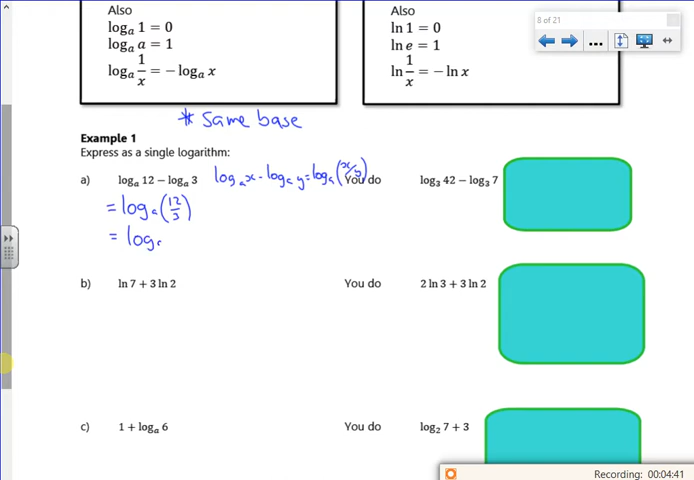 Also
logₐ 1 = 0
logₐ a = 1
logₐ 1/x = −logₐ x
Also
ln 1 = 0
ln e = 1
ln 1/x = −ln x
8 of 21
* same base
Example 1
Express as a single logarithm:
a) logₐ 12 − logₐ 3
logₐ x - logₐ y = logₐ (x/y)
You do log₃ 42 − log₃ 7
= logₐ (12/3)
= logₐ
b) ln 7 + 3 ln 2
You do 2 ln 3 + 3 ln 2
c) 1 + logₐ 6
You do log₂ 7 + 3
Recording: 00:04:41